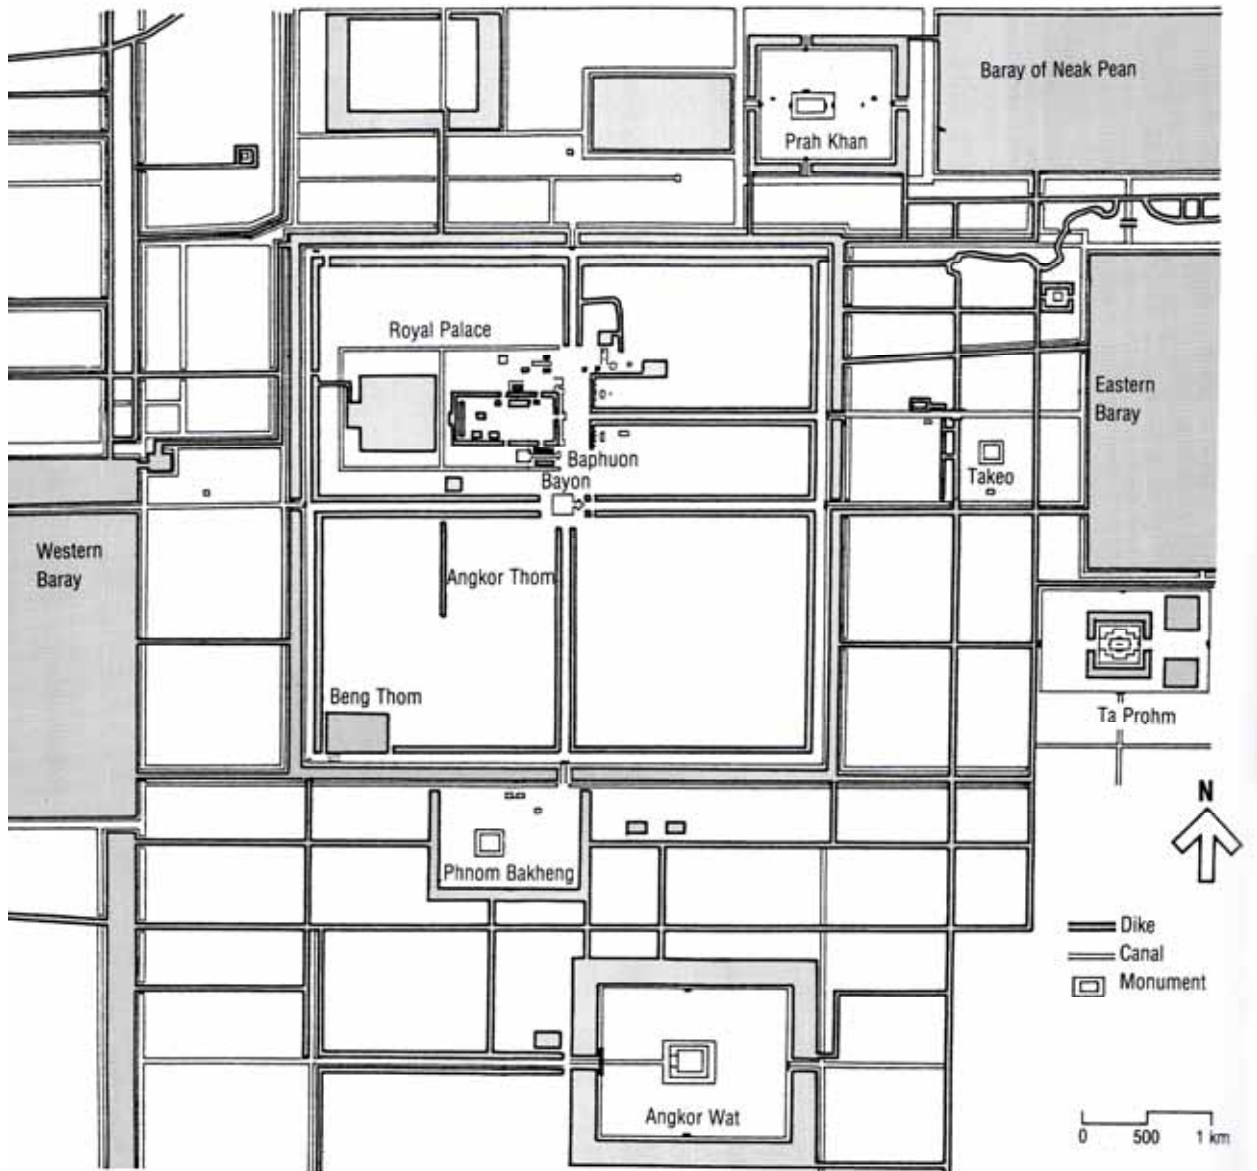 Baray of Neak Pean
Prah Khan
Royal Palace
Eastern
Baray
Baphuon
Takeo
Bayon
Western
Baray
Angkor Thom
Beng Thom
Ta Prohm
N
Phnom Bakheng
Dike
Canal
Monument
Angkor Wat
0 500 1 km